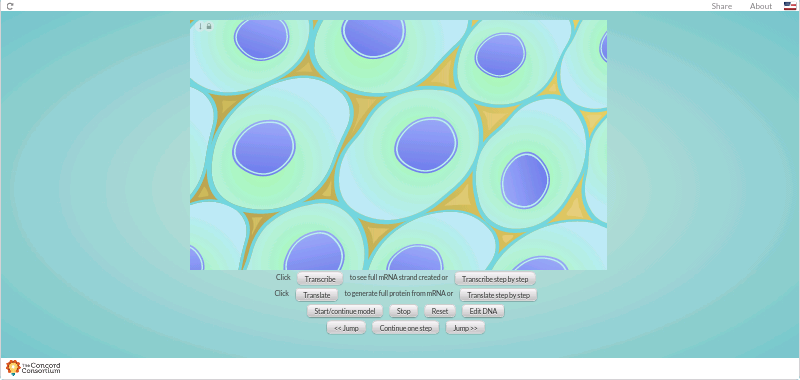 Share About
Click Transcribe to see full mRNA strand created or Transcribe step by step
Click Translate to generate full protein from mRNA or Translate step by step
Start/continue model Stop Reset Edit DNA
<< Jump Continue one step Jump >>
The Concord
Consortium